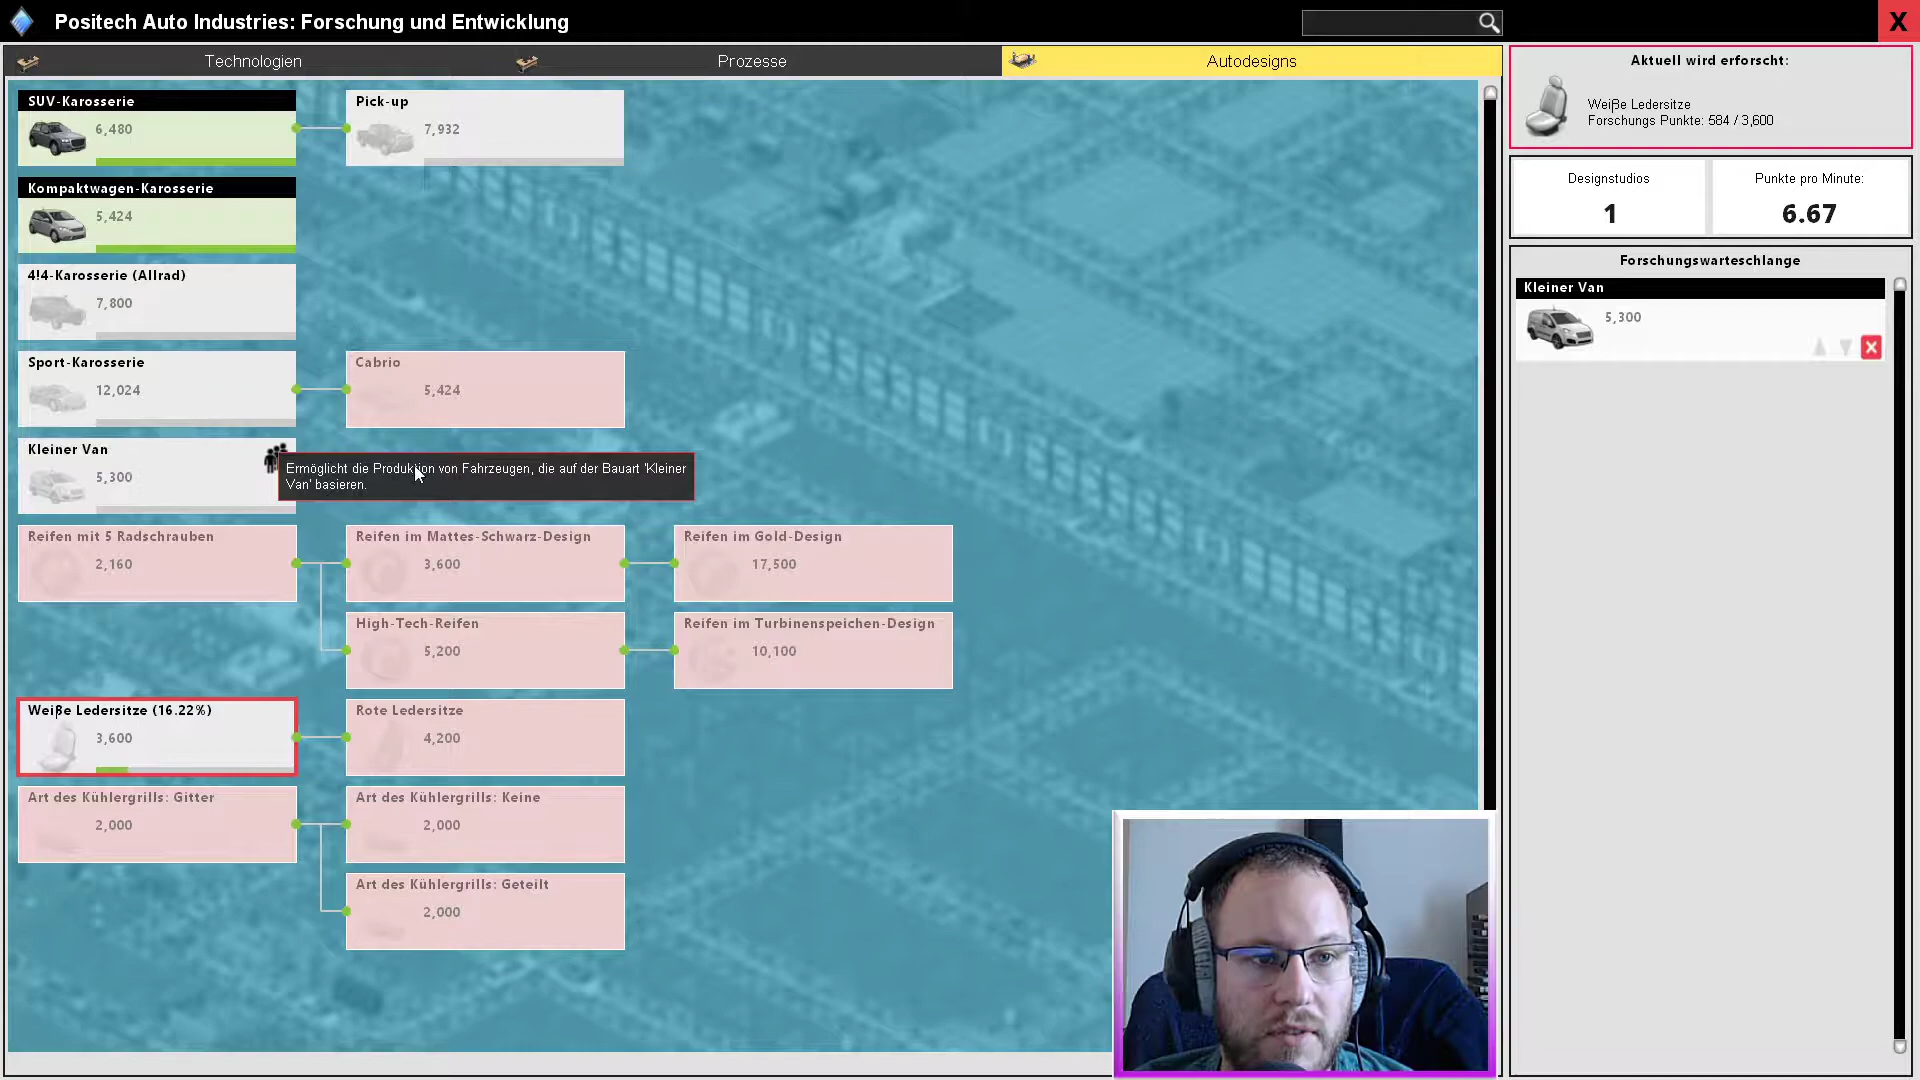 Positech Auto Industries: Forschung und Entwicklung
X
Technologien
Prozesse
Autodesigns
SUV-Karosserie
6,480
Pick-up
7,932
Kompaktwagen-Karosserie
5,424
4!4-Karosserie (Allrad)
7,800
Sport-Karosserie
12,024
Cabrio
5,424
Kleiner Van
5,300
Ermöglicht die Produktion von Fahrzeugen, die auf der Bauart 'Kleiner
Van' basieren.
Reifen mit 5 Radschrauben
2,160
Reifen im Mattes-Schwarz-Design
3,600
Reifen im Gold-Design
17,500
High-Tech-Reifen
5,200
Reifen im Turbinenspeichen-Design
10,100
Weiße Ledersitze (16.22%)
3,600
Rote Ledersitze
4,200
Art des Kühlergrills: Gitter
2,000
Art des Kühlergrills: Keine
2,000
Art des Kühlergrills: Geteilt
2,000
Aktuell wird erforscht:
Weiße Ledersitze
Forschungs Punkte: 584 / 3,600
Designstudios
1
Punkte pro Minute:
6.67
Forschungswarteschlange
Kleiner Van
5,300